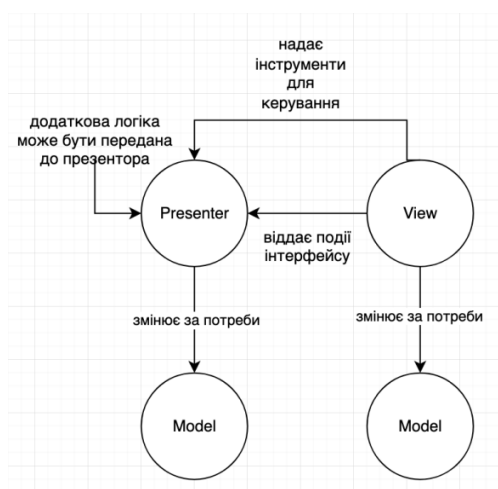 надає
інструменти
для
керування
додаткова логіка
може бути передана
до презентора
Presenter
View
віддає події
інтерфейсу
змінює за потреби
змінює за потреби
Model
Model